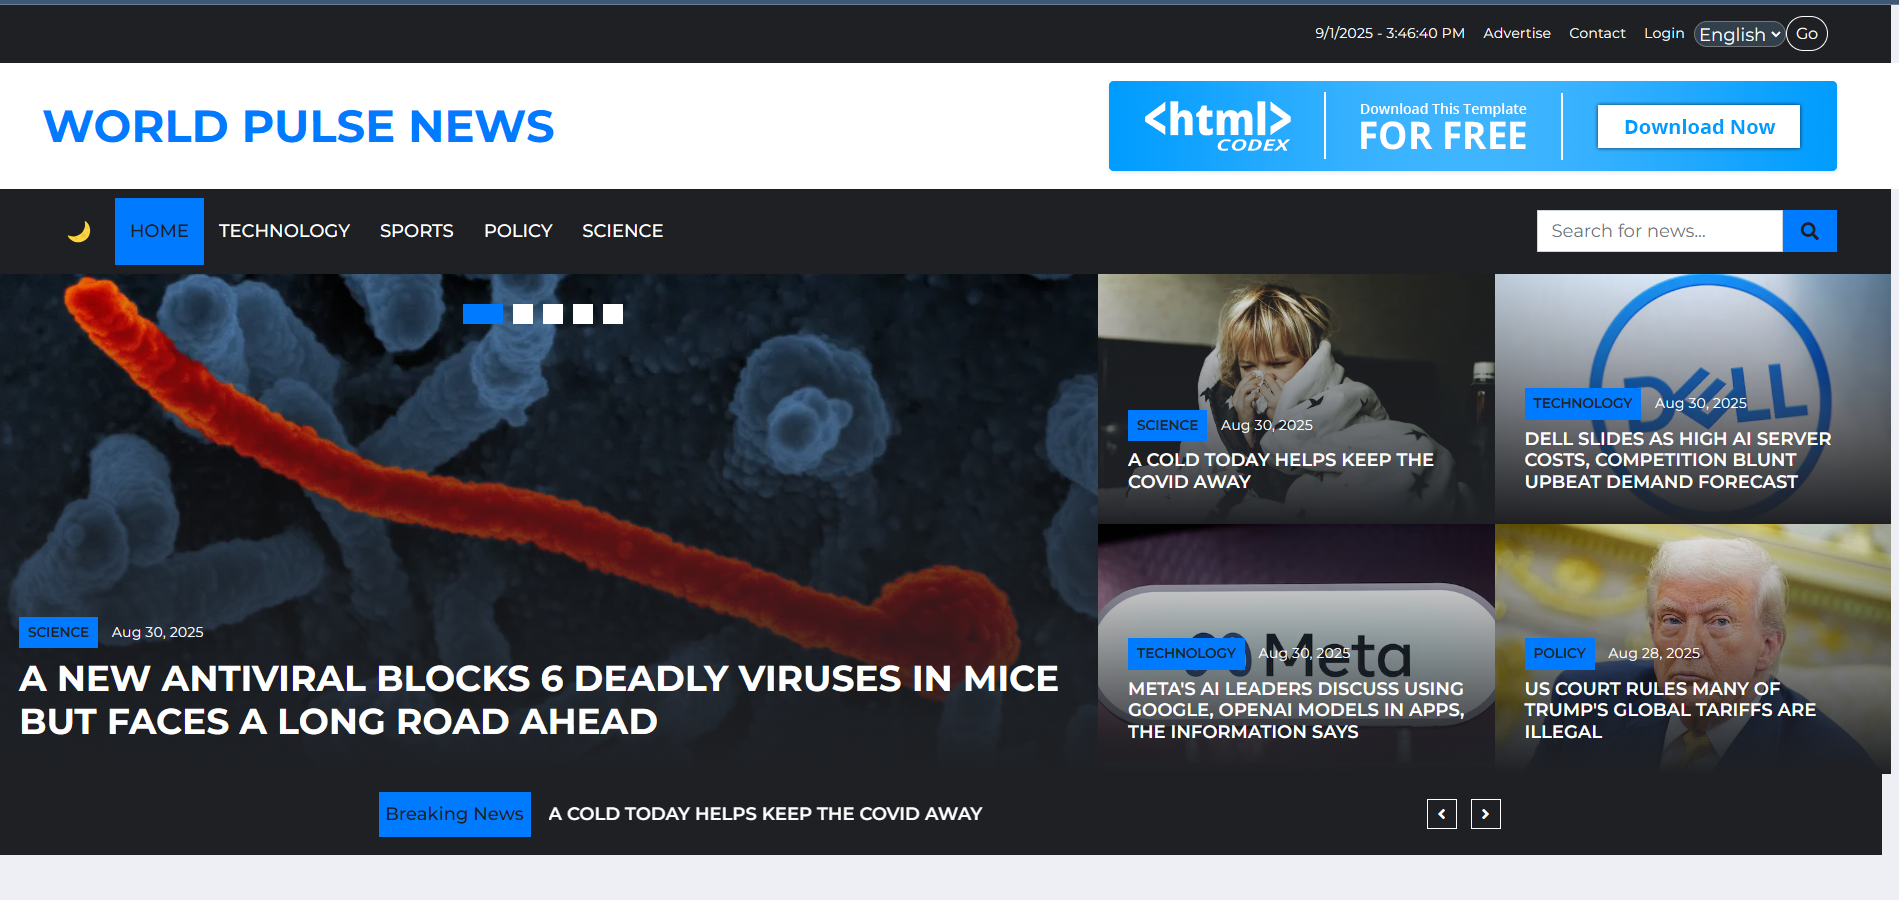 9/1/2025 - 3:46:40 PM Advertise Contact Login English Go
WORLD PULSE NEWS
<html>
CODEX
Download This Template
FOR FREE
Download Now
HOME TECHNOLOGY SPORTS POLICY SCIENCE
Search for news...
SCIENCE Aug 30, 2025
A NEW ANTIVIRAL BLOCKS 6 DEADLY VIRUSES IN MICE
BUT FACES A LONG ROAD AHEAD
SCIENCE Aug 30, 2025
A COLD TODAY HELPS KEEP THE
COVID AWAY
DELL
TECHNOLOGY Aug 30, 2025
DELL SLIDES AS HIGH AI SERVER
COSTS, COMPETITION BLUNT
UPBEAT DEMAND FORECAST
Meta
TECHNOLOGY Aug 30, 2025
META'S AI LEADERS DISCUSS USING
GOOGLE, OPENAI MODELS IN APPS,
THE INFORMATION SAYS
POLICY Aug 28, 2025
US COURT RULES MANY OF
TRUMP'S GLOBAL TARIFFS ARE
ILLEGAL
Breaking News A COLD TODAY HELPS KEEP THE COVID AWAY